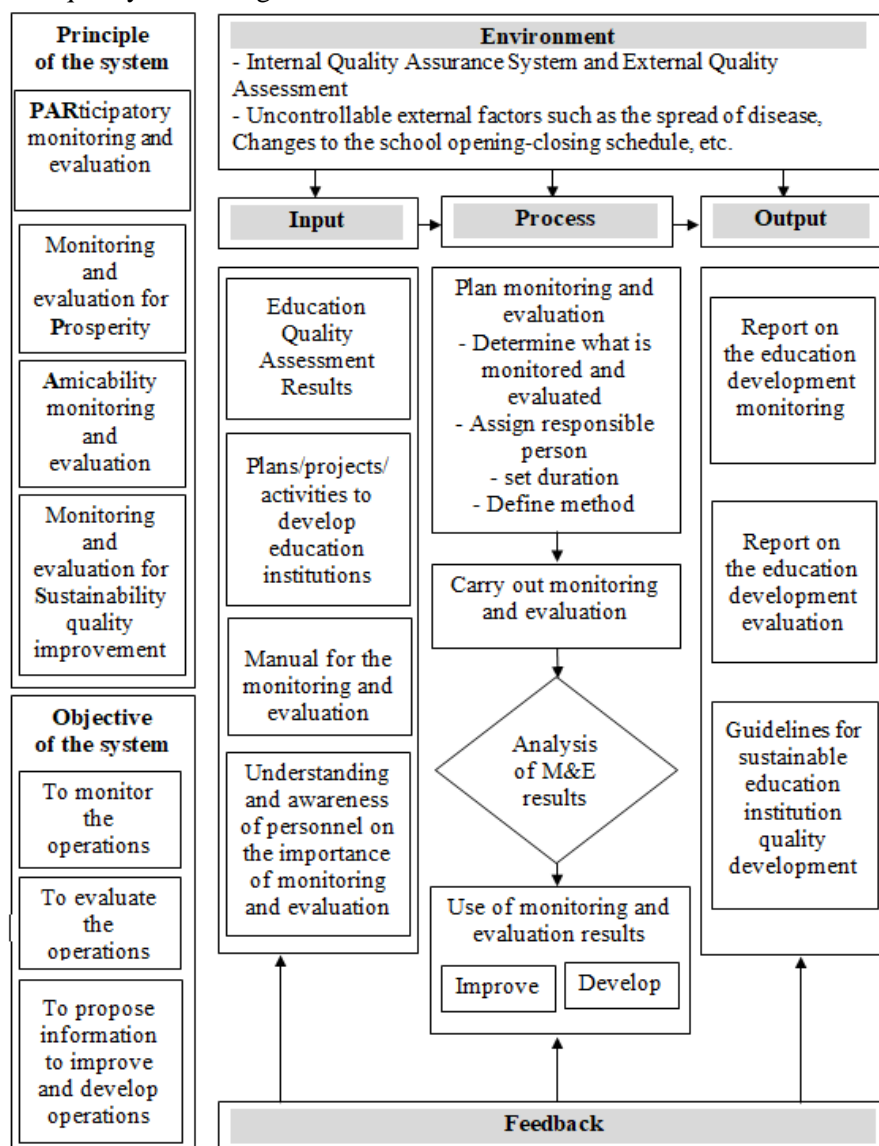 Principle
of the system
PARticipatory
monitoring and
evaluation
Monitoring
and
evaluation for
Prosperity
Amicability
monitoring
and
evaluation
Monitoring
and
evaluation for
Sustainability
quality
improvement
Objective
of the system
To monitor
the
operations
To evaluate
the
operations
To propose
information
to improve
and develop
operations
Environment
- Internal Quality Assurance System and External Quality
Assessment
- Uncontrollable external factors such as the spread of disease,
Changes to the school opening-closing schedule, etc.
Input
Process
Output
Education
Quality
Assessment
Results
Plans/projects/
activities to
develop
education
institutions
Manual for the
monitoring and
evaluation
Understanding
and awareness
of personnel on
the importance
of monitoring
and evaluation
Plan monitoring and
evaluation
- Determine what is
monitored and
evaluated
- Assign responsible
person
- set duration
- Define method
Carry out monitoring
and evaluation
Analysis
of M&E
results
Use of monitoring and
evaluation results
Improve
Develop
Report on
the education
development
monitoring
Report on
the education
development
evaluation
Guidelines for
sustainable
education
institution
quality
development
Feedback